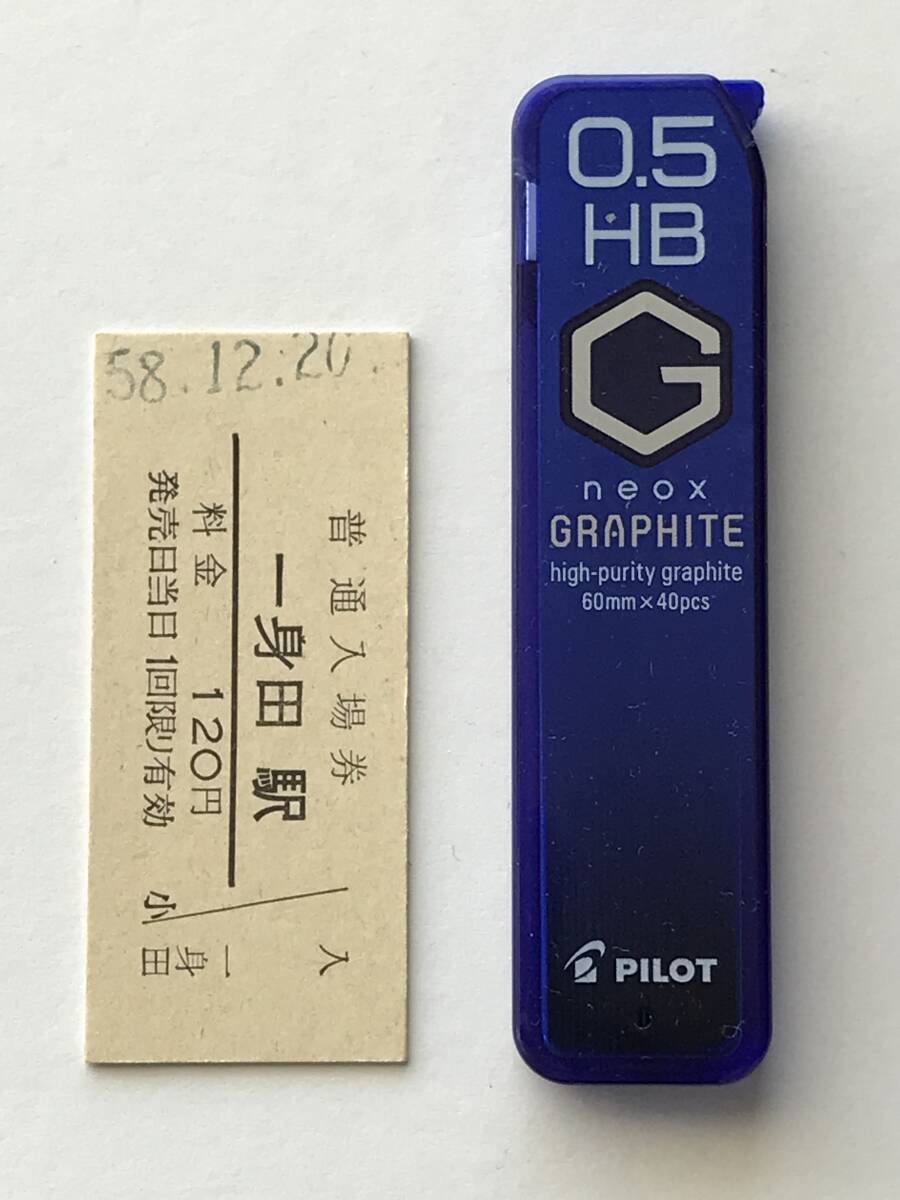 58.12.20
普通入場券
一身田駅
料金 120円
発売日当日1回限り有効
小
入
一身田
0.5
HB
G
neox
GRAPHITE
high-purity graphite
60mm×40pcs
PILOT